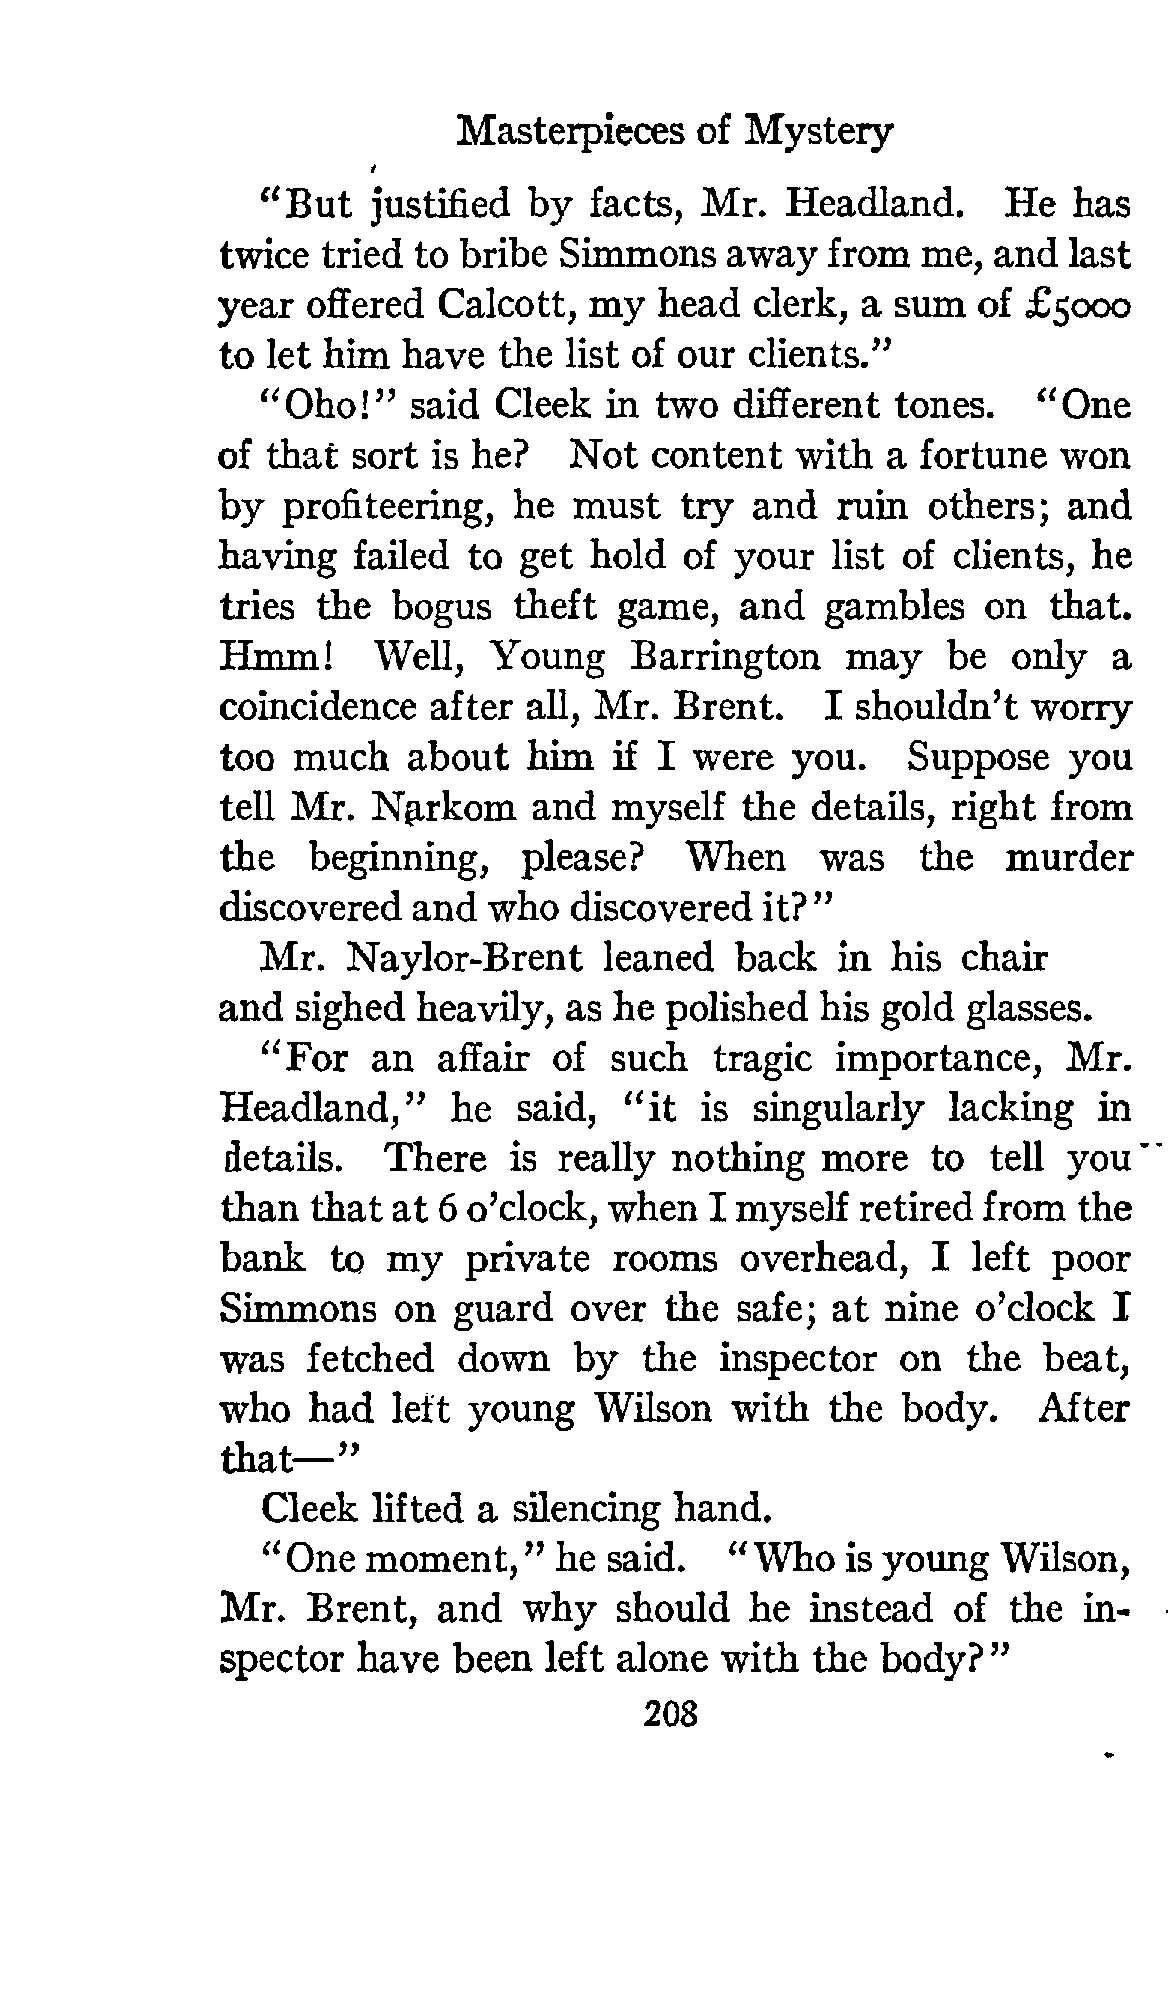 Masterpieces of Mystery
"But justified by facts, Mr. Headland. He has
twice tried to bribe Simmons away from me, and last
year offered Calcott, my head clerk, a sum of £5000
to let him have the list of our clients."
"Oho!" said Cleek in two different tones. "One
of that sort is he? Not content with a fortune won
by profiteering, he must try and ruin others; and
having failed to get hold of your list of clients, he
tries the bogus theft game, and gambles on that.
Hmm! Well, Young Barrington may be only a
coincidence after all, Mr. Brent. I shouldn't worry
too much about him if I were you. Suppose you
tell Mr. Narkom and myself the details, right from
the beginning, please? When was the murder
discovered and who discovered it?"
Mr. Naylor-Brent leaned back in his chair
and sighed heavily, as he polished his gold glasses.
"For an affair of such tragic importance, Mr.
Headland," he said, "it is singularly lacking in
details. There is really nothing more to tell you
than that at 6 o'clock, when I myself retired from the
bank to my private rooms overhead, I left poor
Simmons on guard over the safe; at nine o'clock I
was fetched down by the inspector on the beat,
who had left young Wilson with the body. After
that—"
Cleek lifted a silencing hand.
"One moment," he said. "Who is young Wilson,
Mr. Brent, and why should he instead of the in-
spector have been left alone with the body?"
208